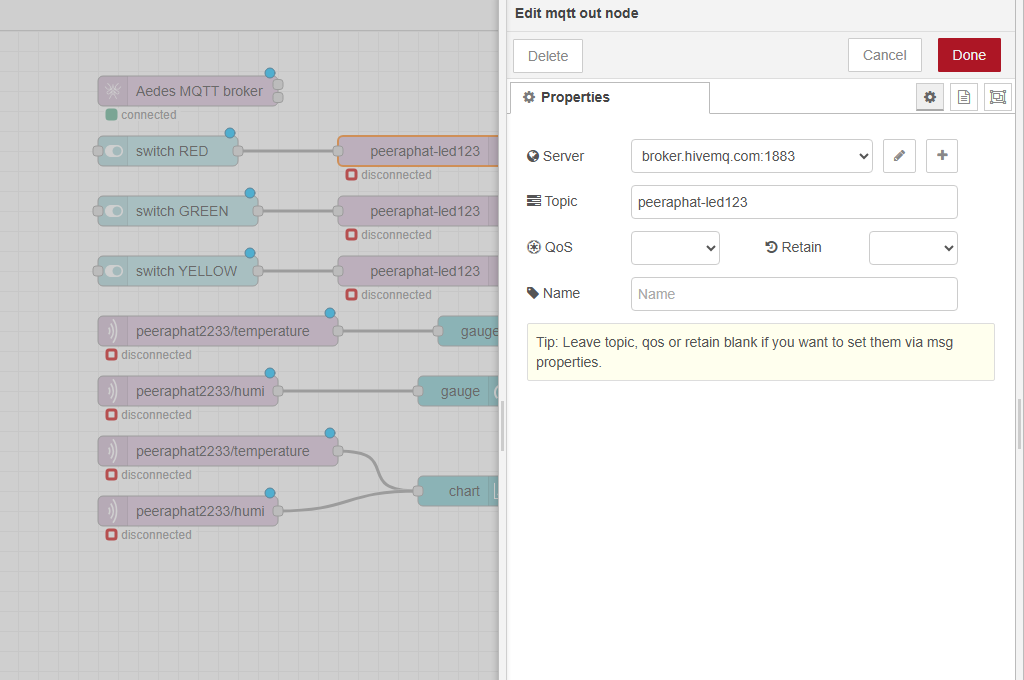 Edit mqtt out node
Delete
Cancel
Done
Properties
Server
broker.hivemq.com:1883
Topic
peeraphat-led123
QoS
Retain
Name
Name
Tip: Leave topic, qos or retain blank if you want to set them via msg
properties.
Aedes MQTT broker
connected
switch RED
peeraphat-led123
disconnected
switch GREEN
peeraphat-led123
disconnected
switch YELLOW
peeraphat-led123
disconnected
peeraphat2233/temperature
gauge
disconnected
peeraphat2233/humi
gauge
disconnected
peeraphat2233/temperature
disconnected
chart
peeraphat2233/humi
disconnected